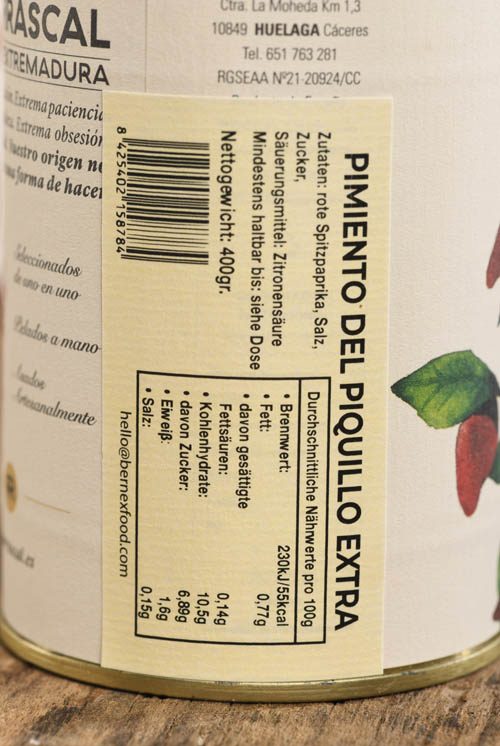 RASCAL
EXTREMADURA
Extrema paciencia
Extrema obsesión
Nuestro origen
forma de hacer
Seleccionados
de uno en uno
Pelados a mano
Asados
Artesanalmente
Ctra. La Moheda Km 1,3
10849 HUELAGA Cáceres
Tel. 651 763 281
RGSEAA Nº21·20924/CC
PIMIENTO DEL PIQUILLO EXTRA
Zutaten: rote Spitzpaprika, Salz,
Zucker,
Säuerungsmittel: Zitronensäure
Mindestens haltbar bis: siehe Dose
Nettogewicht: 400gr.
8 425402 158784
Durchschnittliche Nährwerte pro 100g
• Brennwert: 230kJ/55kcal
• Fett: 0,77g
• davon gesättigte
Fettsäuren: 0,14g
• Kohlenhydrate: 10,5g
• davon Zucker: 6,89g
• Eiweiß: 1,6g
• Salz: 0,15g
hello@bernexfood.com